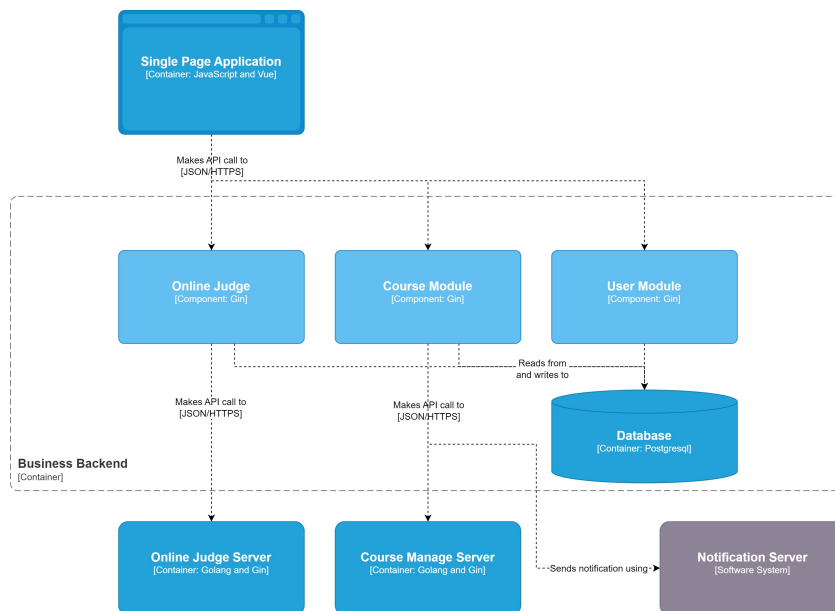 Single Page Application
[Container: JavaScript and Vue]
Makes API call to
[JSON/HTTPS]
Online Judge
[Component: Gin]
Course Module
[Component: Gin]
User Module
[Component: Gin]
Reads from
and writes to
Makes API call to
[JSON/HTTPS]
Makes API call to
[JSON/HTTPS]
Database
[Container: Postgresql]
Business Backend
[Container]
Online Judge Server
[Container: Golang and Gin]
Course Manage Server
[Container: Golang and Gin]
Sends notification using
Notification Server
[Software System]